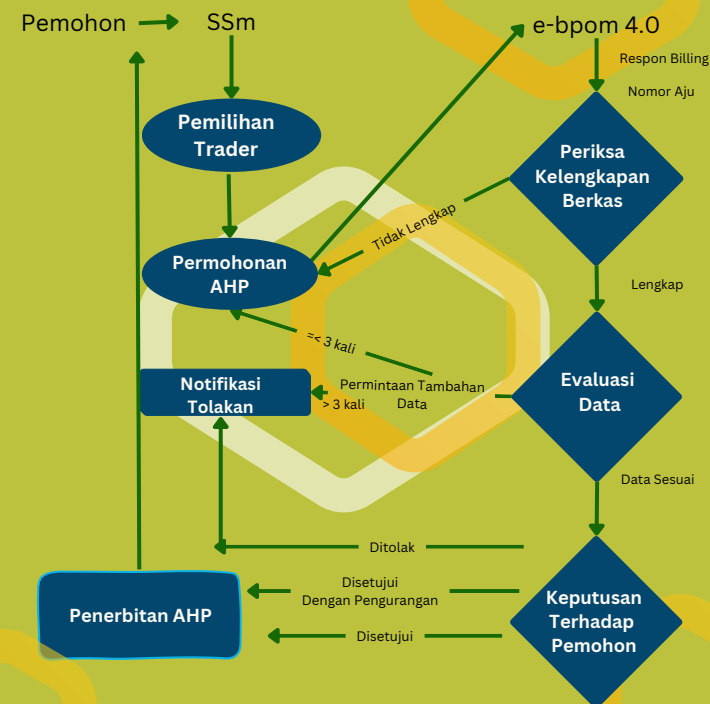 Pemohon
SSm
e-bpom 4.0
Respon Billing
Nomor Aju
Pemilihan
Trader
Periksa
Kelengkapan
Berkas
Tidak Lengkap
Permohonan
AHP
Lengkap
=< 3 kali
Notifikasi
Tolakan
Permintaan Tambahan
Data
> 3 kali
Evaluasi
Data
Data Sesuai
Ditolak
Disetujui
Dengan Pengurangan
Penerbitan AHP
Disetujui
Keputusan
Terhadap
Pemohon